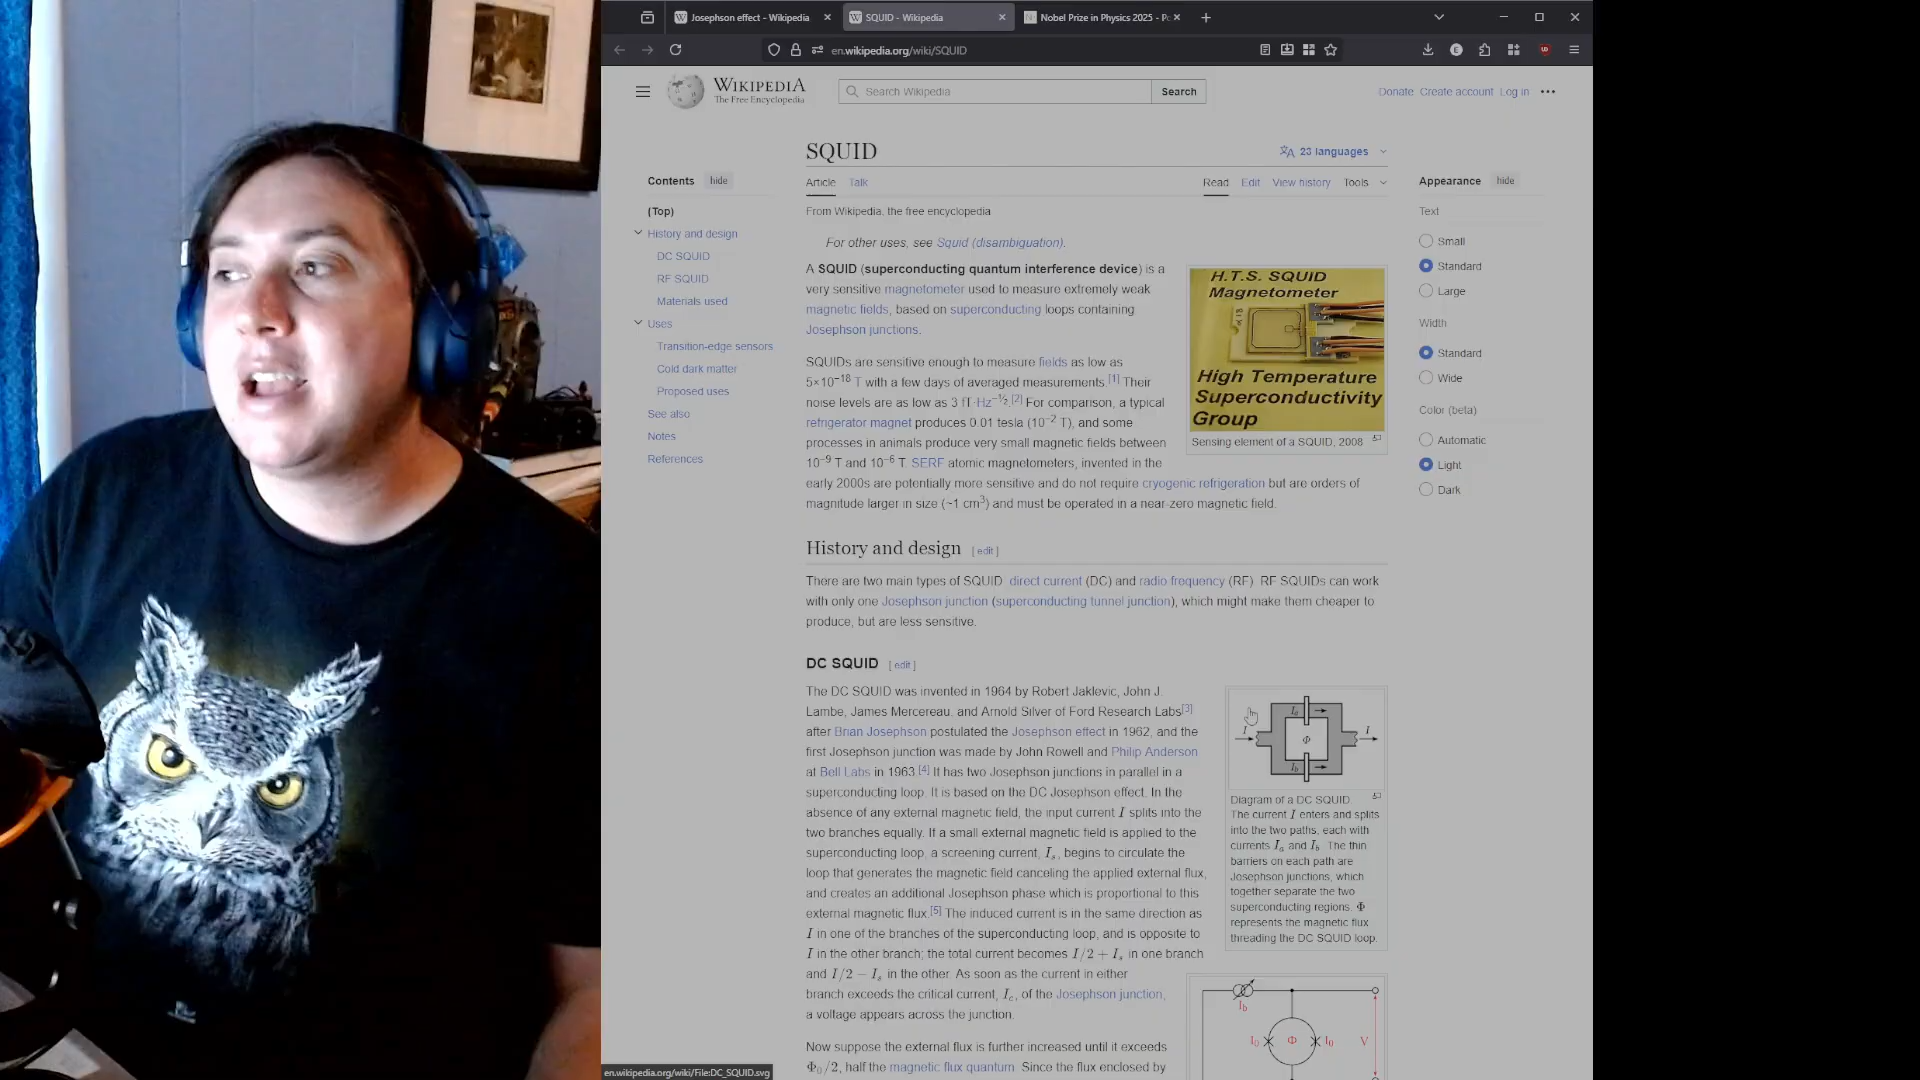 Josephson effect - Wikipedia
SQUID - Wikipedia
Nobel Prize in Physics 2025 - Po
en.wikipedia.org/wiki/SQUID
WIKIPEDIA
The Free Encyclopedia
Search Wikipedia
Search
Donate Create account Log in
SQUID
23 languages
Article Talk
Read Edit View history Tools
From Wikipedia, the free encyclopedia
Contents hide
(Top)
History and design
DC SQUID
RF SQUID
Materials used
Uses
Transition-edge sensors
Cold dark matter
Proposed uses
See also
Notes
References
For other uses, see Squid (disambiguation).
A SQUID (superconducting quantum interference device) is a
very sensitive magnetometer used to measure extremely weak
magnetic fields, based on superconducting loops containing
Josephson junctions.
SQUIDs are sensitive enough to measure fields as low as
5×10⁻¹⁸ T with a few days of averaged measurements.[1] Their
noise levels are as low as 3 fT·Hz⁻¹⁄².[2] For comparison, a typical
refrigerator magnet produces 0.01 tesla (10⁻² T), and some
processes in animals produce very small magnetic fields between
10⁻⁹ T and 10⁻⁶ T. SERF atomic magnetometers, invented in the
early 2000s are potentially more sensitive and do not require cryogenic refrigeration but are orders of
magnitude larger in size (~1 cm³) and must be operated in a near-zero magnetic field.
H.T.S. SQUID
Magnetometer
High Temperature
Superconductivity
Group
Sensing element of a SQUID, 2008
History and design [ edit ]
There are two main types of SQUID: direct current (DC) and radio frequency (RF). RF SQUIDs can work
with only one Josephson junction (superconducting tunnel junction), which might make them cheaper to
produce, but are less sensitive.
DC SQUID [ edit ]
The DC SQUID was invented in 1964 by Robert Jaklevic, John J.
Lambe, James Mercereau, and Arnold Silver of Ford Research Labs[3]
after Brian Josephson postulated the Josephson effect in 1962, and the
first Josephson junction was made by John Rowell and Philip Anderson
at Bell Labs in 1963.[4] It has two Josephson junctions in parallel in a
superconducting loop. It is based on the DC Josephson effect. In the
absence of any external magnetic field, the input current I splits into the
two branches equally. If a small external magnetic field is applied to the
superconducting loop, a screening current, Iₛ, begins to circulate the
loop that generates the magnetic field canceling the applied external flux,
and creates an additional Josephson phase which is proportional to this
external magnetic flux.[5] The induced current is in the same direction as
I in one of the branches of the superconducting loop, and is opposite to
I in the other branch; the total current becomes I/2 + Iₛ in one branch
and I/2 − Iₛ in the other. As soon as the current in either
branch exceeds the critical current, I_c, of the Josephson junction,
a voltage appears across the junction.
Now suppose the external flux is further increased until it exceeds
Φ₀/2, half the magnetic flux quantum. Since the flux enclosed by
Iₐ
I Φ I
I_b
Diagram of a DC SQUID.
The current I enters and splits
into the two paths, each with
currents Iₐ and I_b. The thin
barriers on each path are
Josephson junctions, which
together separate the two
superconducting regions. Φ
represents the magnetic flux
threading the DC SQUID loop.
I_b
I₀ Φ I₀ V
Appearance hide
Text
Small
Standard
Large
Width
Standard
Wide
Color (beta)
Automatic
Light
Dark
en.wikipedia.org/wiki/File:DC_SQUID.svg